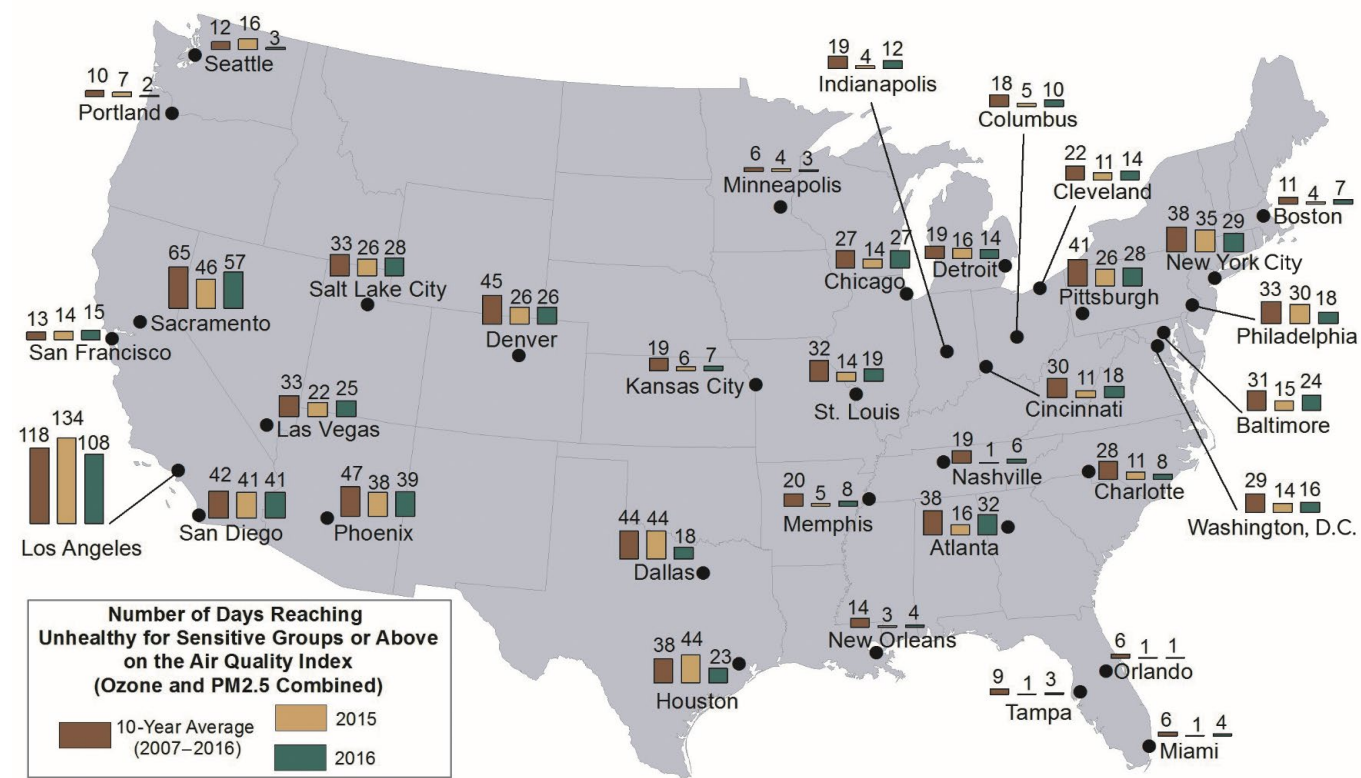 12 16 3
Seattle
10 7 2
Portland
19 4 12
Indianapolis
18 5 10
Columbus
6 4 3
Minneapolis
22 11 14
Cleveland
11 4 7
Boston
38 35 29
New York City
65 46 57
Sacramento
33 26 28
Salt Lake City
45 26 26
Denver
27 14 27
Chicago
19 16 14
Detroit
41 26 28
Pittsburgh
33 30 18
Philadelphia
13 14 15
San Francisco
19 6 7
Kansas City
32 14 19
St. Louis
30 11 18
Cincinnati
31 15 24
Baltimore
33 22 25
Las Vegas
118 134 108
Los Angeles
42 41 41
San Diego
47 38 39
Phoenix
20 5 8
Memphis
19 1 6
Nashville
28 11 8
Charlotte
29 14 16
Washington, D.C.
44 44 18
Dallas
38 16 32
Atlanta
14 3 4
New Orleans
38 44 23
Houston
6 1 1
Orlando
9 1 3
Tampa
6 1 4
Miami
Number of Days Reaching
Unhealthy for Sensitive Groups or Above
on the Air Quality Index
(Ozone and PM2.5 Combined)
10-Year Average
(2007–2016)
2015
2016